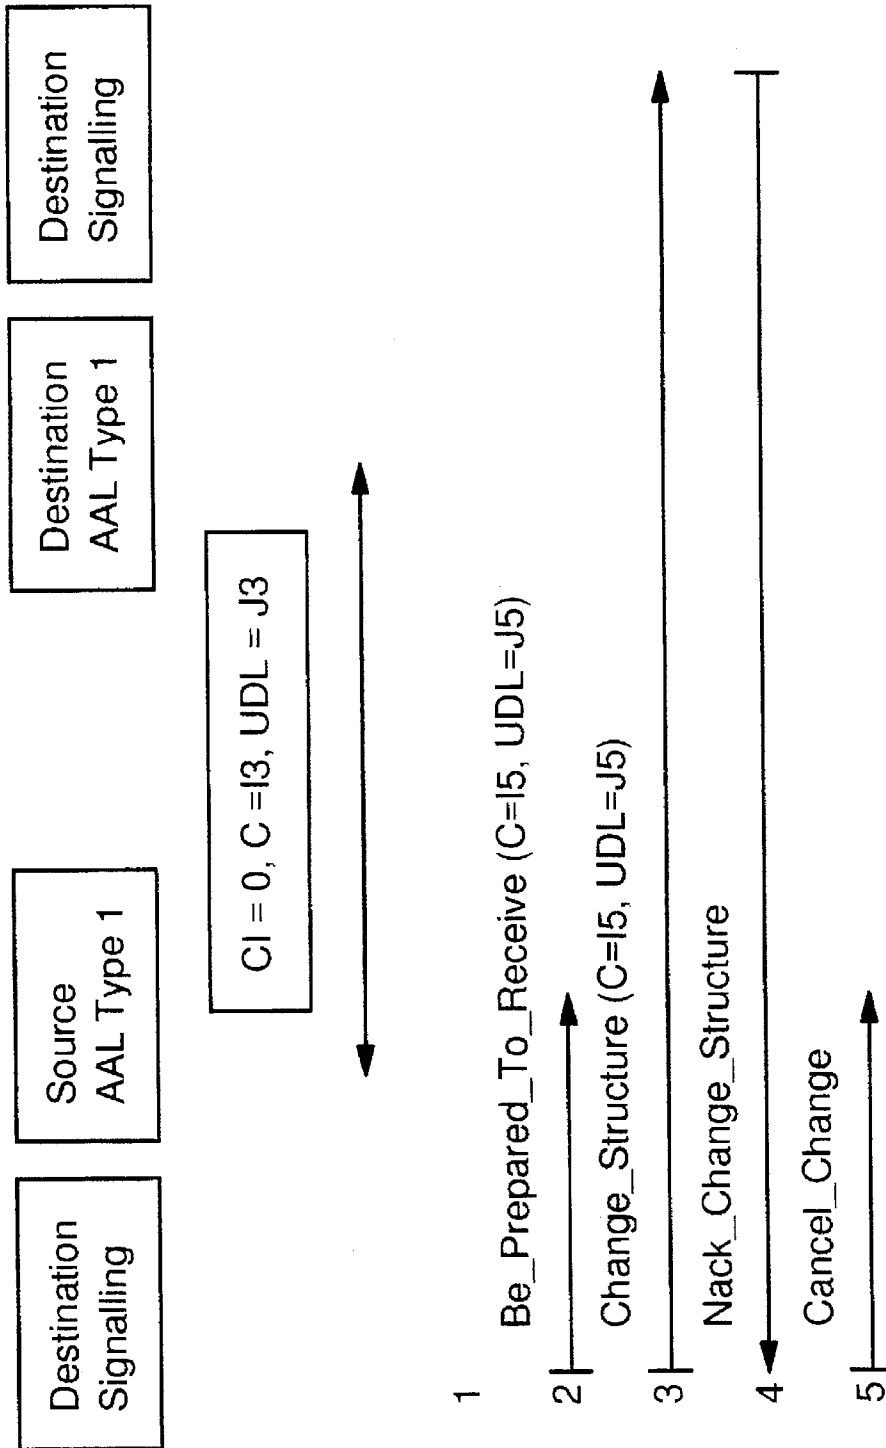 Destination
Signalling
Source
AAL Type 1
Destination
AAL Type 1
Destination
Signalling
CI = 0, C =I3, UDL = J3
1
Be_Prepared_To_Receive (C=I5, UDL=J5)
2
Change_Structure (C=I5, UDL=J5)
3
Nack_Change_Structure
4
Cancel_Change
5